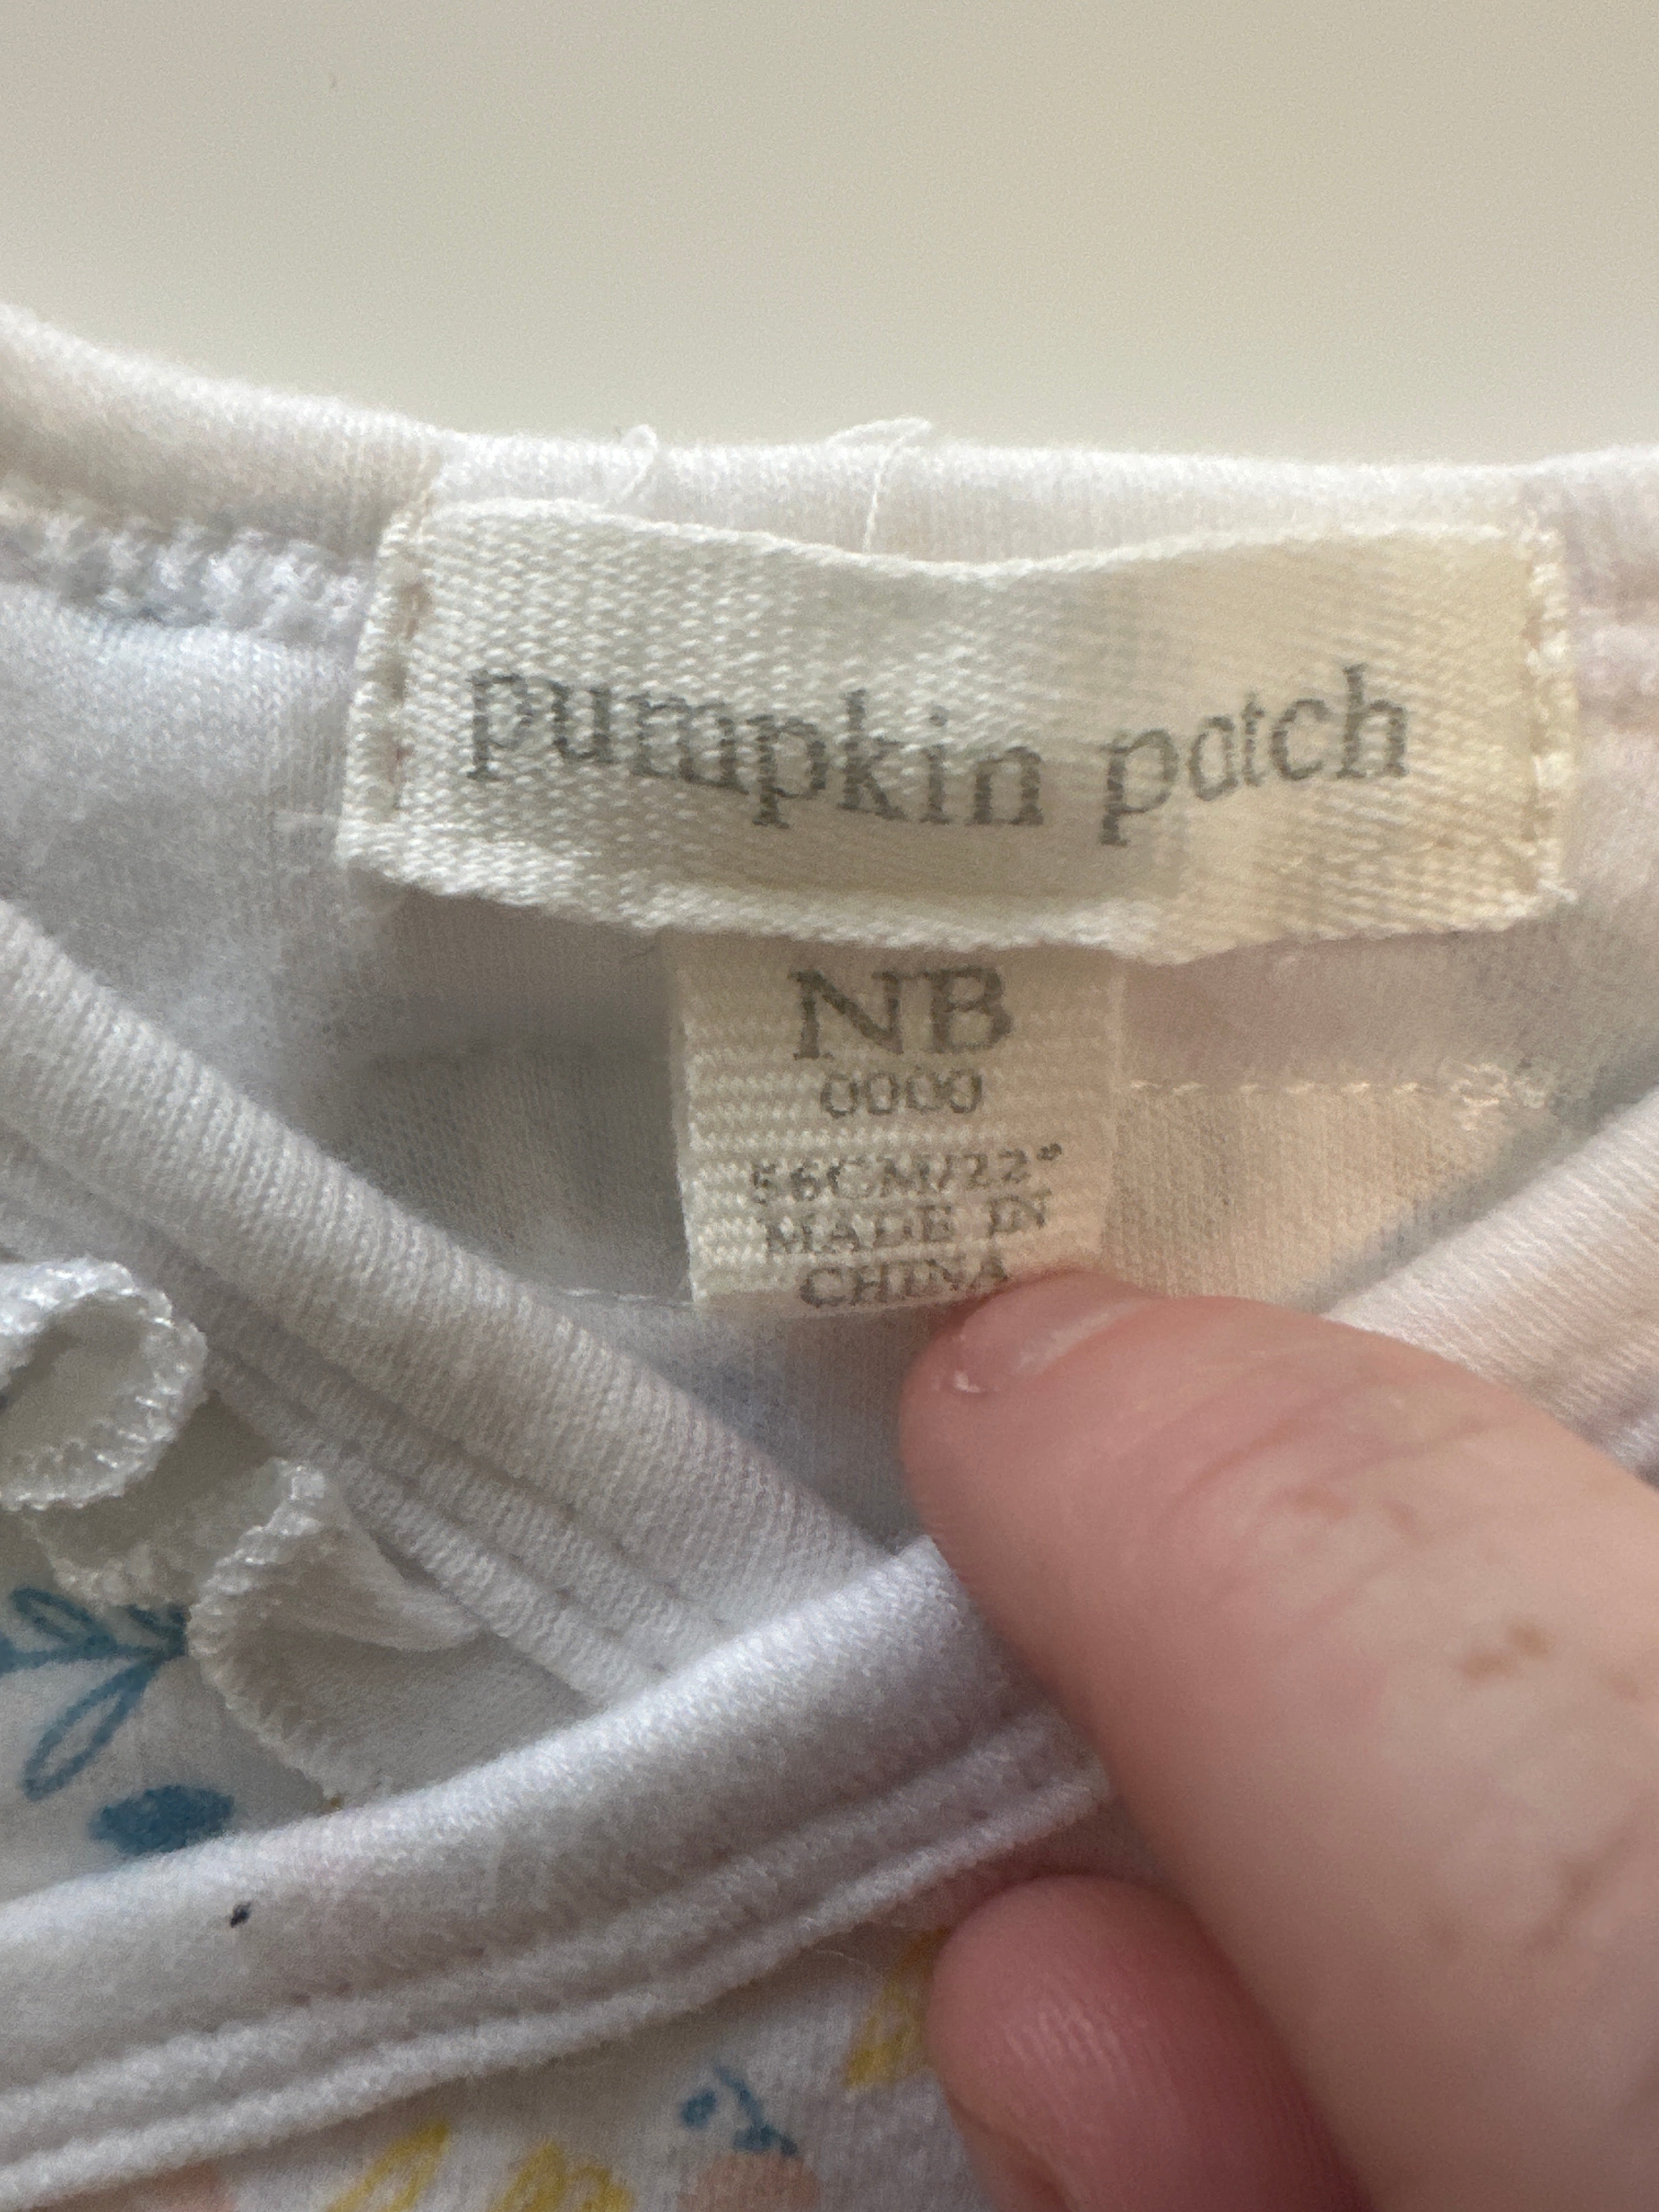 pumpkin patch
NB
0000
56CM/22"
MADE IN
CHINA